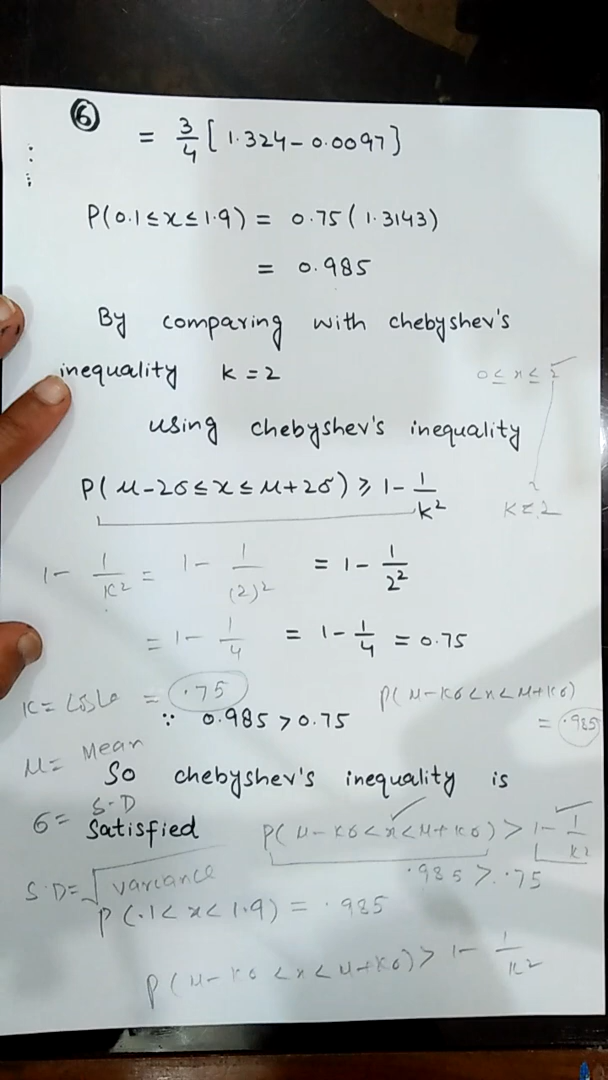 ⑥
= 3/4 [1.324-0.0097]
P(0.1≤x≤1.9) = 0.75(1.3143)
= 0.985
By comparing with chebyshev's
inequality K=2
0≤x≤2
using chebyshev's inequality
P(μ-2σ≤x≤μ+2σ)≥1-1/K²
K=2
1- 1/K² = 1- 1/(2)² = 1- 1/2²
= 1- 1/4 = 1- 1/4 = 0.75
= .75
P(μ-Kσ<x<μ+Kσ)
∵ 0.985>0.75
= .985
μ= Mean
So chebyshev's inequality is
σ= S.D
Satisfied
P(μ-Kσ<x<μ+Kσ)>1-1/K²
S.D=√variance
.985>.75
P(.1<x<1.9)=.985
P(μ-Kσ<x<μ+Kσ)>1-1/K²